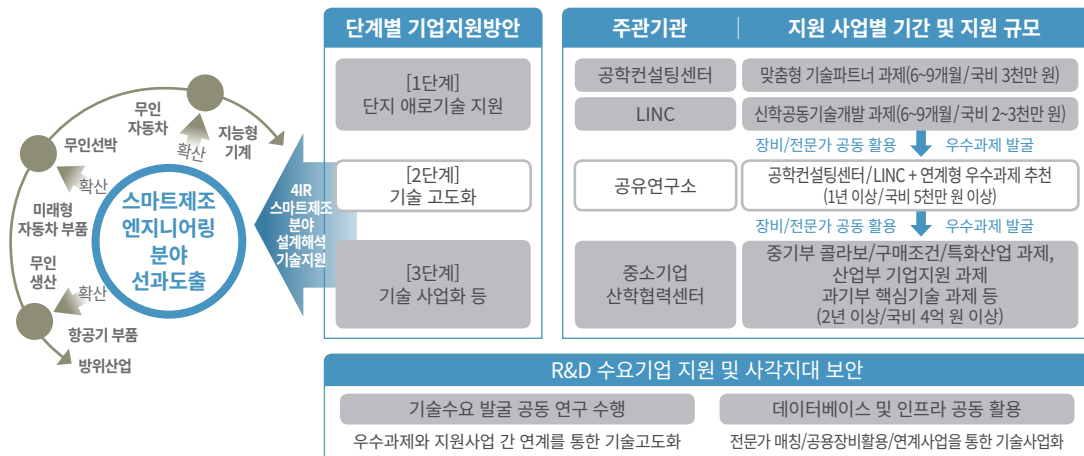 단계별 기업지원방안
주관기관
지원 사업별 기간 및 지원 규모
무인
자동차
지능형
기계
무인선박
확산
확산
미래형
자동차 부품
무인
생산
확산
항공기 부품
방위산업
스마트제조
엔지니어링
분야
선과도출
4IR
스마트제조
분야
설계해석
기술지원
[1단계]
단지 애로기술 지원
[2단계]
기술 고도화
[3단계]
기술 사업화 등
공학컨설팅센터
맞춤형 기술파트너 과제(6~9개월/국비 3천만 원)
LINC
신학공동기술개발 과제(6~9개월/국비 2~3천만 원)
장비/전문가 공동 활용
우수과제 발굴
공유연구소
공학컨설팅센터/LINC + 연계형 우수과제 추천
(1년 이상/국비 5천만 원 이상)
장비/전문가 공동 활용
우수과제 발굴
중소기업
산학협력센터
중기부 콜라보/구매조건/특화산업 과제,
산업부 기업지원 과제
과기부 핵심기술 과제 등
(2년 이상/국비 4억 원 이상)
R&D 수요기업 지원 및 사각지대 보안
기술수요 발굴 공동 연구 수행
데이터베이스 및 인프라 공동 활용
우수과제와 지원사업 간 연계를 통한 기술고도화
전문가 매칭/공용장비활용/연계사업을 통한 기술사업화